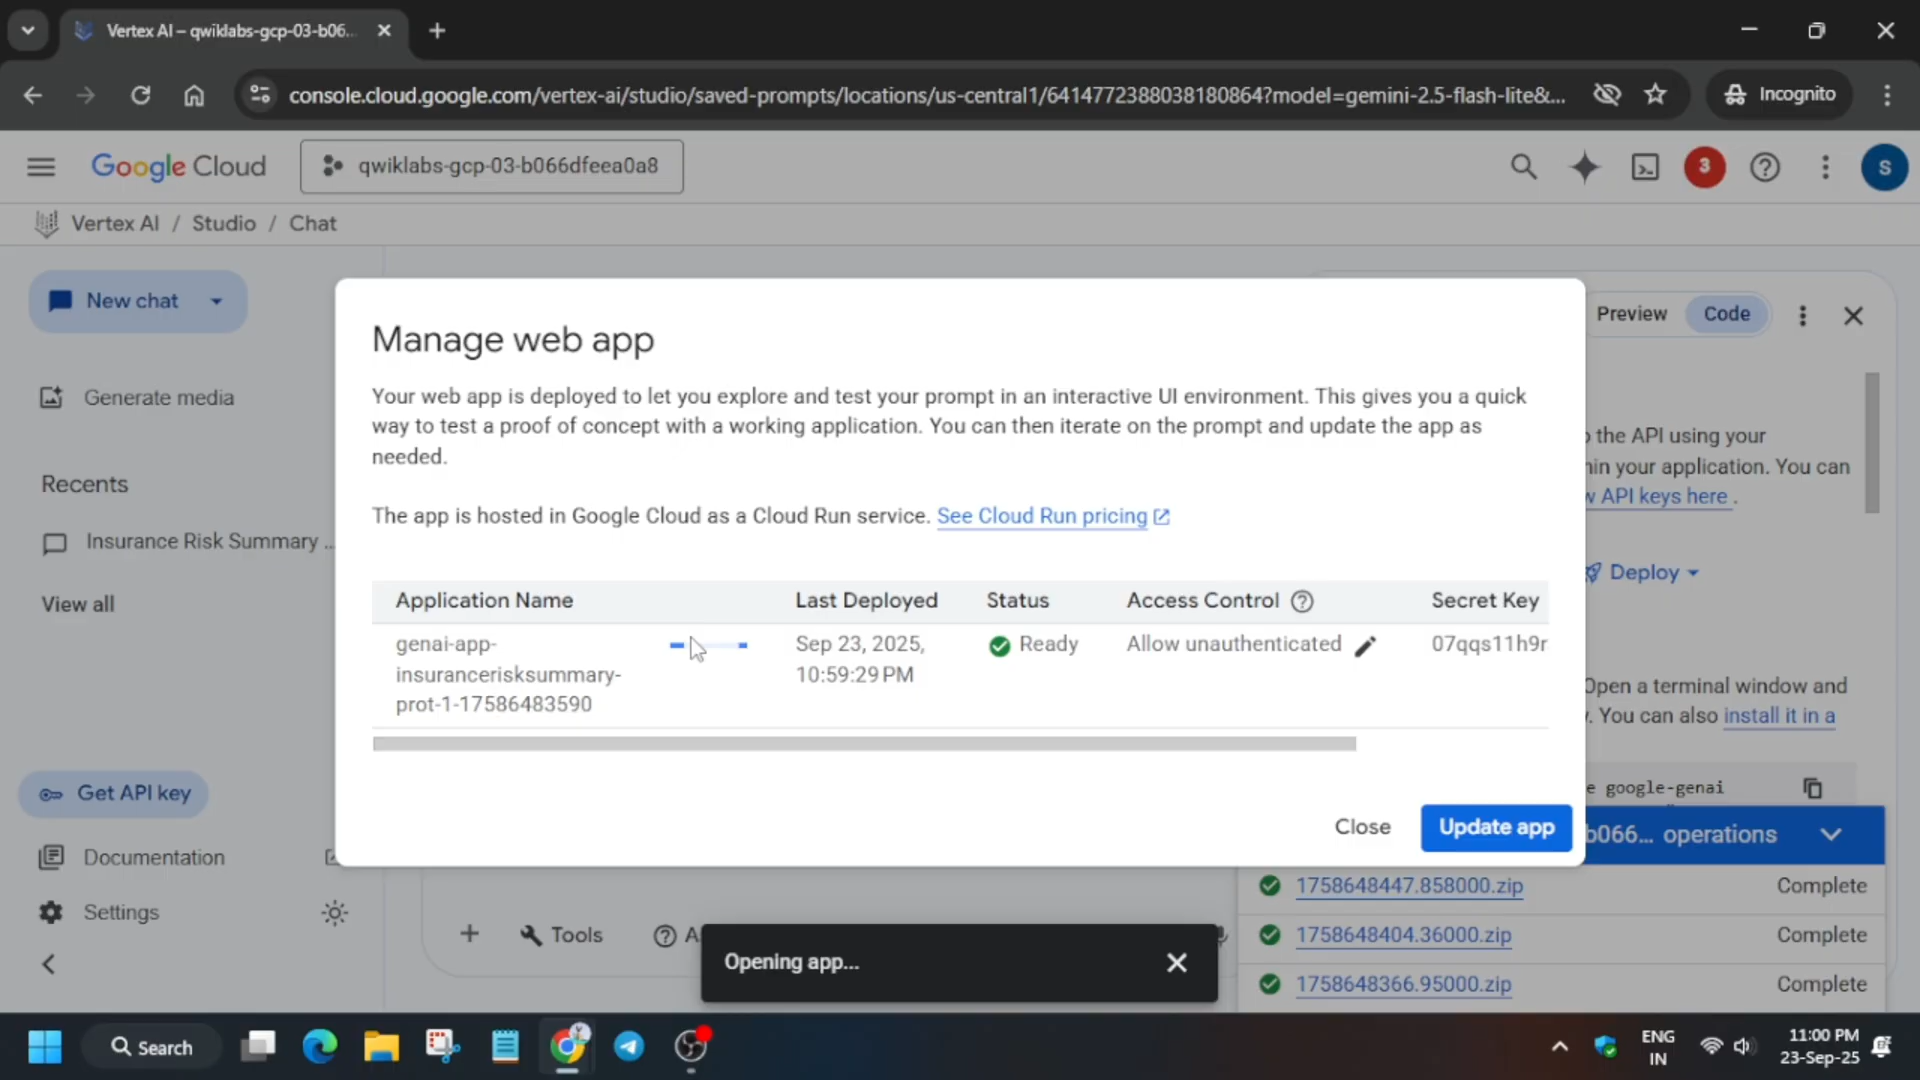 Vertex AI – qwiklabs-gcp-03-b06...
console.cloud.google.com/vertex-ai/studio/saved-prompts/locations/us-central1/6414772388038180864?model=gemini-2.5-flash-lite&...
Incognito
Google Cloud
qwiklabs-gcp-03-b066dfeea0a8
3
S
Vertex AI / Studio / Chat
New chat
Generate media
Recents
Insurance Risk Summary ...
View all
Get API key
Documentation
Settings
Preview
Code
o the API using your
hin your application. You can
w API keys here .
Deploy
Open a terminal window and
. You can also install it in a
e google-genai
Manage web app
Your web app is deployed to let you explore and test your prompt in an interactive UI environment. This gives you a quick
way to test a proof of concept with a working application. You can then iterate on the prompt and update the app as
needed.
The app is hosted in Google Cloud as a Cloud Run service. See Cloud Run pricing
Application Name
Last Deployed
Status
Access Control
Secret Key
genai-app-
insurancerisksummary-
prot-1-17586483590
Sep 23, 2025,
10:59:29 PM
Ready
Allow unauthenticated
07qqs11h9r
Close
Update app
b066... operations
1758648447.858000.zip
Complete
1758648404.36000.zip
Complete
1758648366.95000.zip
Complete
Tools
A
Opening app...
Search
ENG
IN
11:00 PM
23-Sep-25